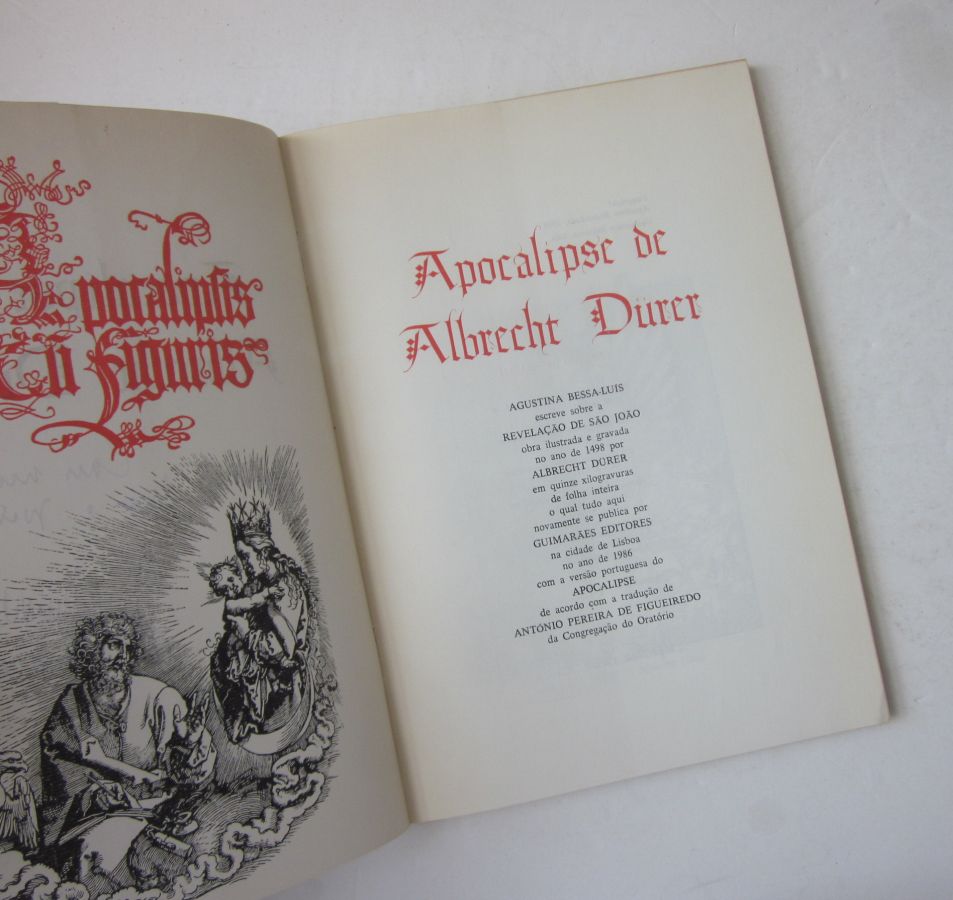 Apocalipsis
Cū Figuris
Apocalipse de
Albrecht Dürer
AGUSTINA BESSA-LUIS
escreve sobre a
REVELAÇÃO DE SÃO JOÃO
obra ilustrada e gravada
no ano de 1498 por
ALBRECHT DÜRER
em quinze xilogravuras
de folha inteira
o qual tudo aqui
novamente se publica por
GUIMARÃES EDITORES
na cidade de Lisboa
no ano de 1986
com a versão portuguesa do
APOCALIPSE
de acordo com a tradução de
ANTÓNIO PEREIRA DE FIGUEIREDO
da Congregação do Oratório